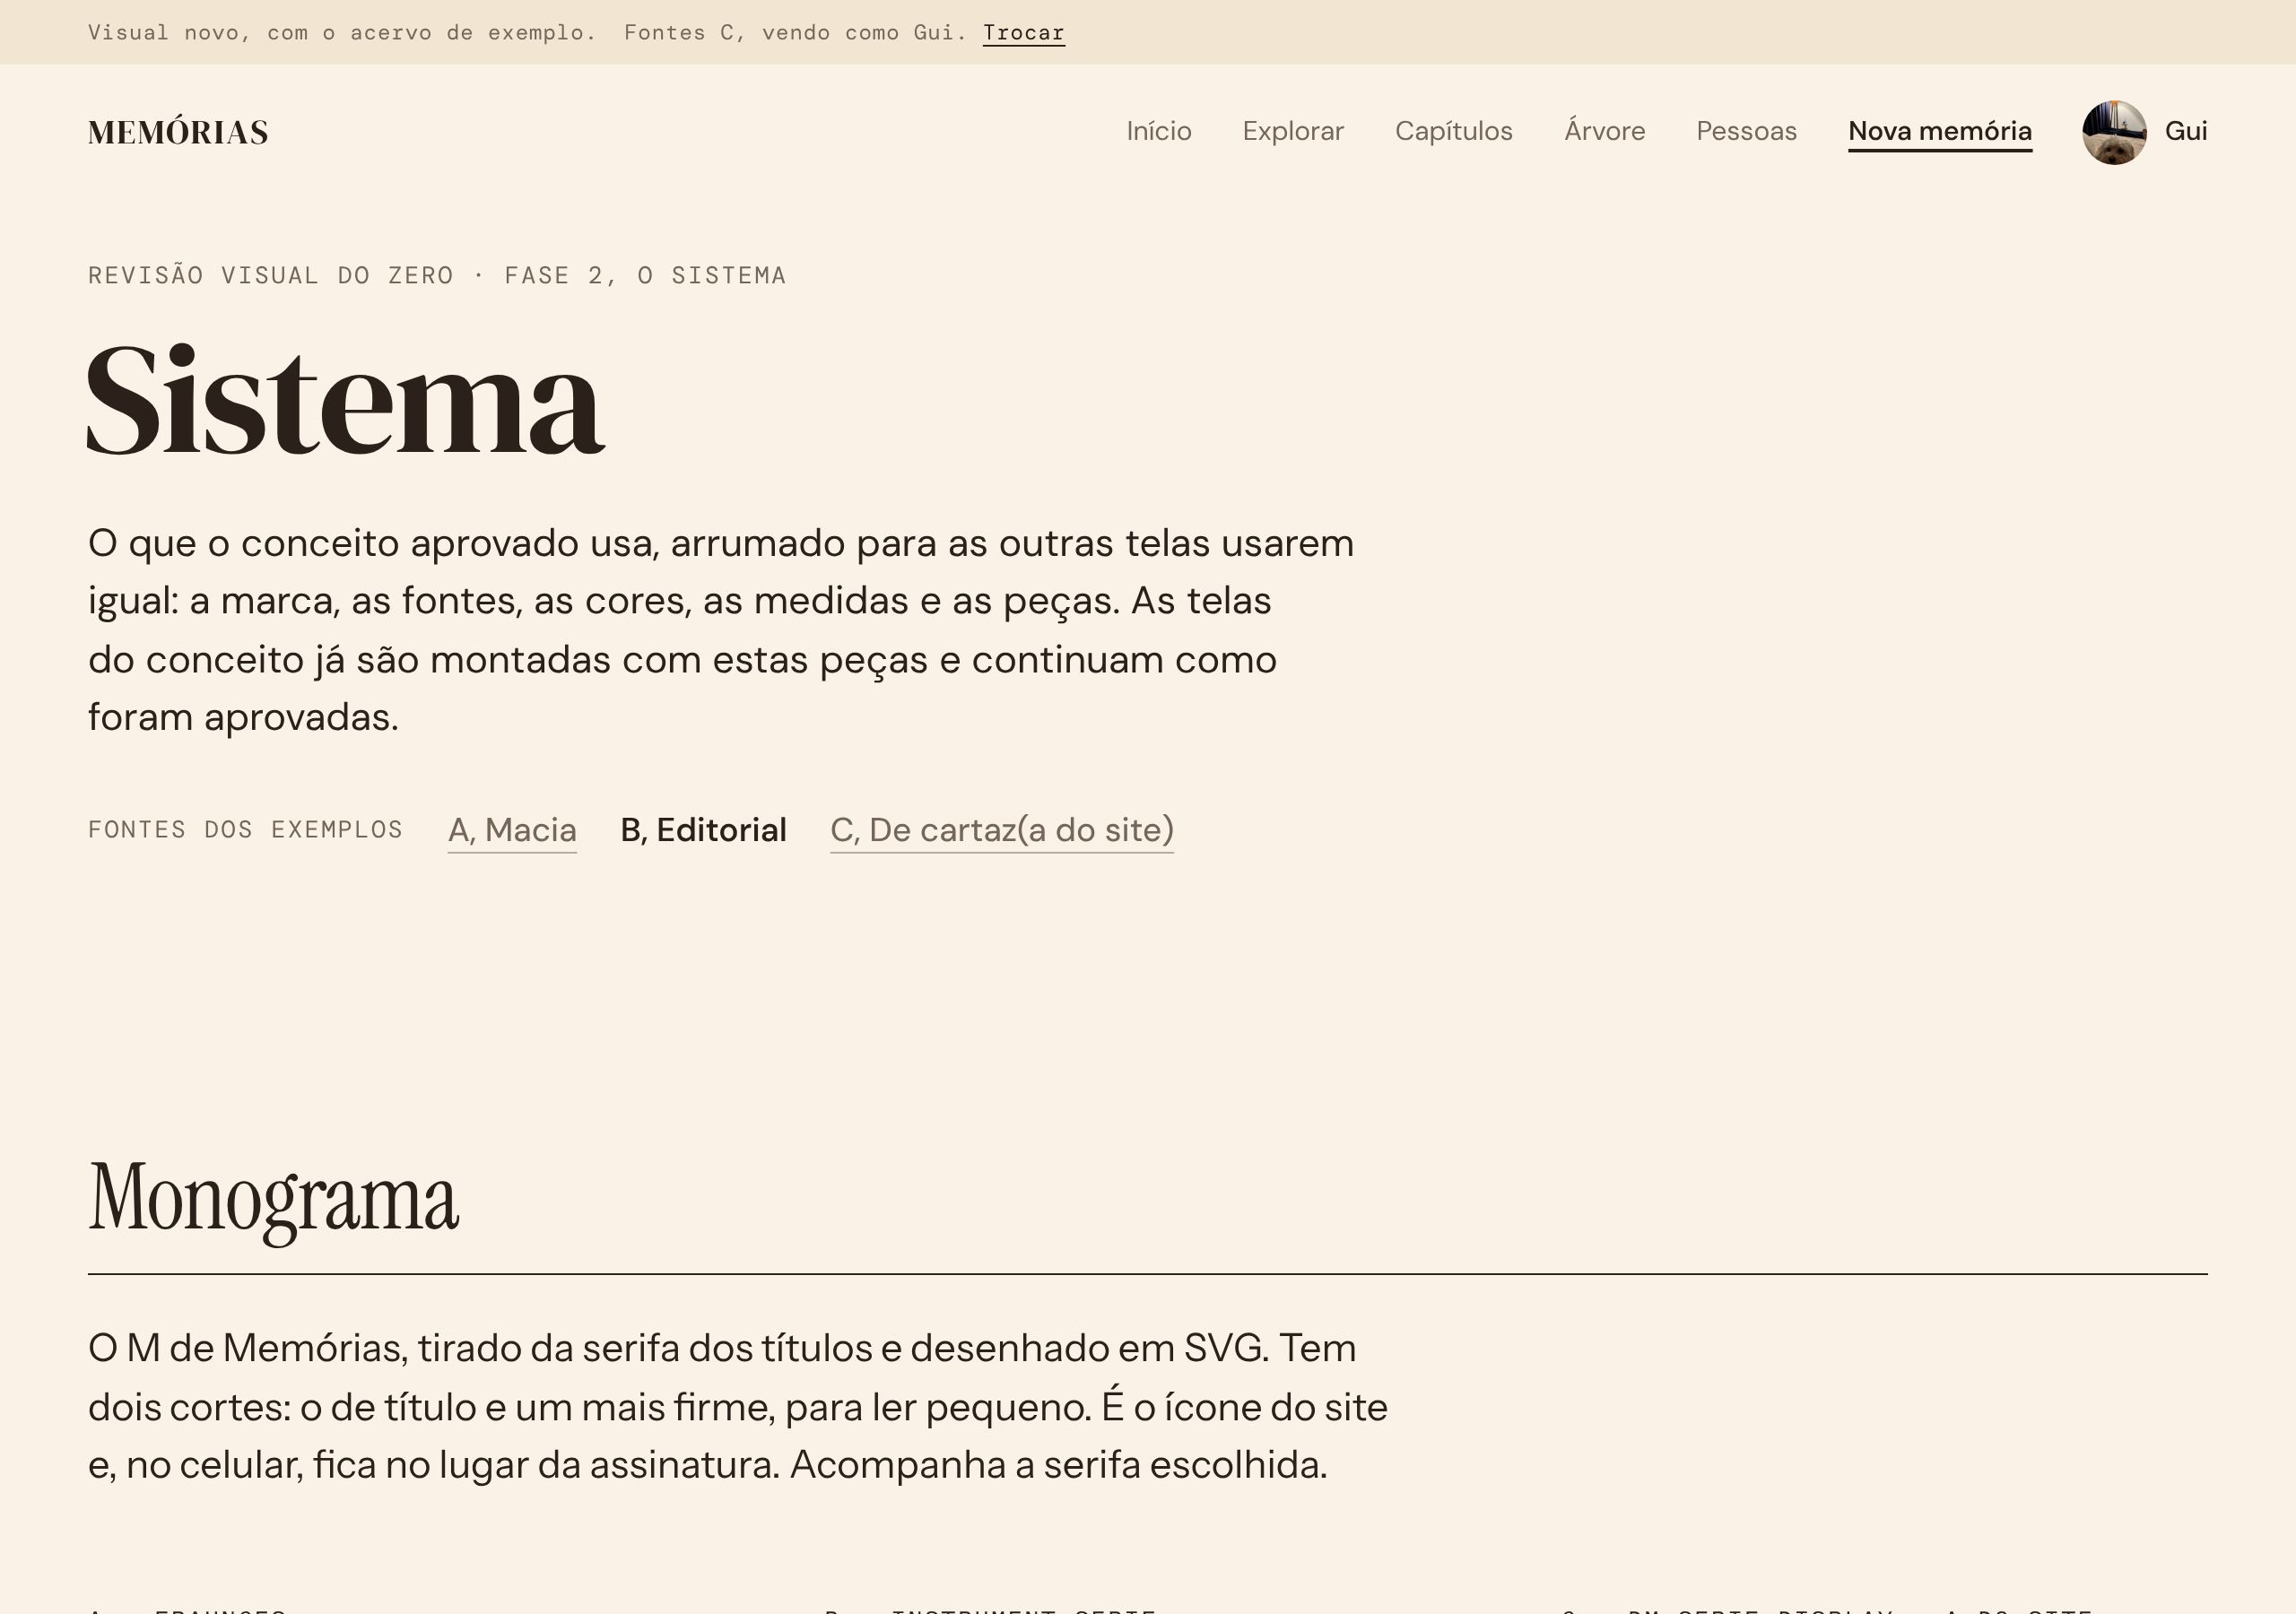 Visual novo, com o acervo de exemplo. Fontes C, vendo como Gui. Trocar
MEMÓRIAS Início Explorar Capítulos Árvore Pessoas Nova memória Gui
REVISÃO VISUAL DO ZERO · FASE 2, O SISTEMA
Sistema
O que o conceito aprovado usa, arrumado para as outras telas usarem
igual: a marca, as fontes, as cores, as medidas e as peças. As telas
do conceito já são montadas com estas peças e continuam como
foram aprovadas.
FONTES DOS EXEMPLOS A, Macia B, Editorial C, De cartaz(a do site)
Monograma
O M de Memórias, tirado da serifa dos títulos e desenhado em SVG. Tem
dois cortes: o de título e um mais firme, para ler pequeno. É o ícone do site
e, no celular, fica no lugar da assinatura. Acompanha a serifa escolhida.